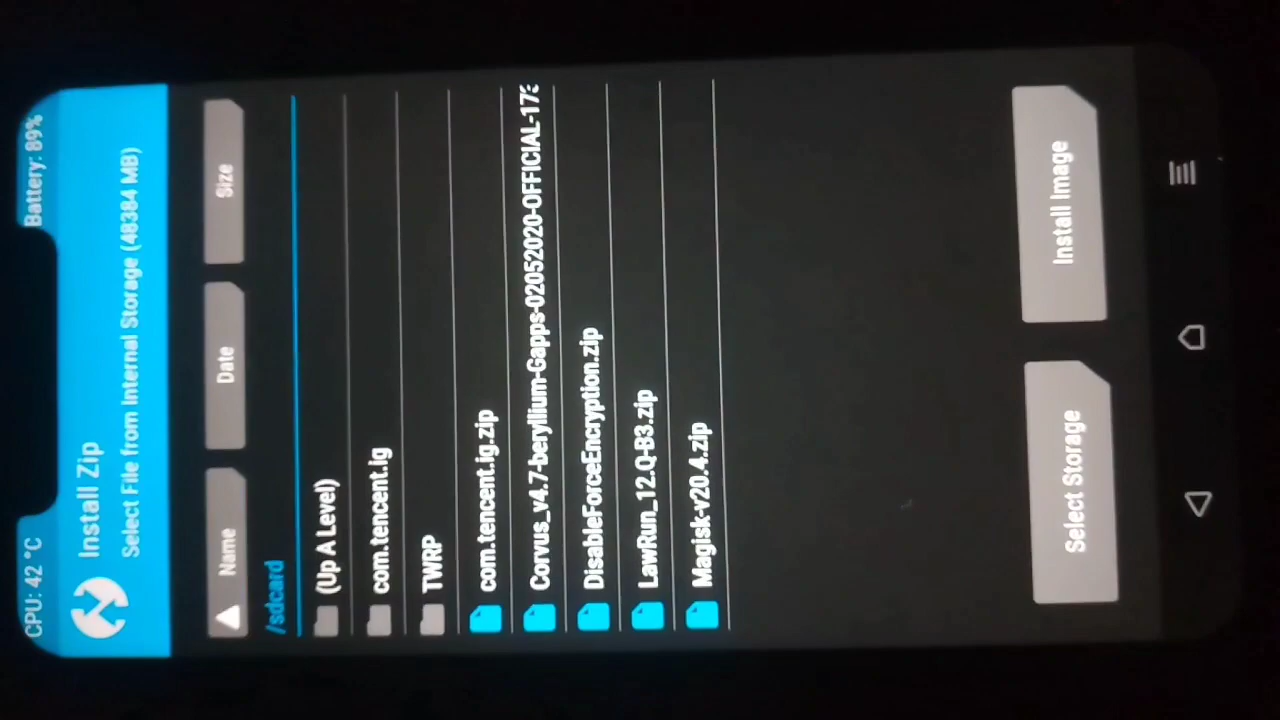 CPU: 42 °C Battery: 89%
Install Zip
Select File from Internal Storage (48384 MB)
Name Date Size
/sdcard
(Up A Level)
com.tencent.ig
TWRP
com.tencent.ig.zip
Corvus_v4.7-beryllium-Gapps-02052020-OFFICIAL-173
DisableForceEncryption.zip
LawRun_12.Q-B3.zip
Magisk-v20.4.zip
Select Storage Install Image